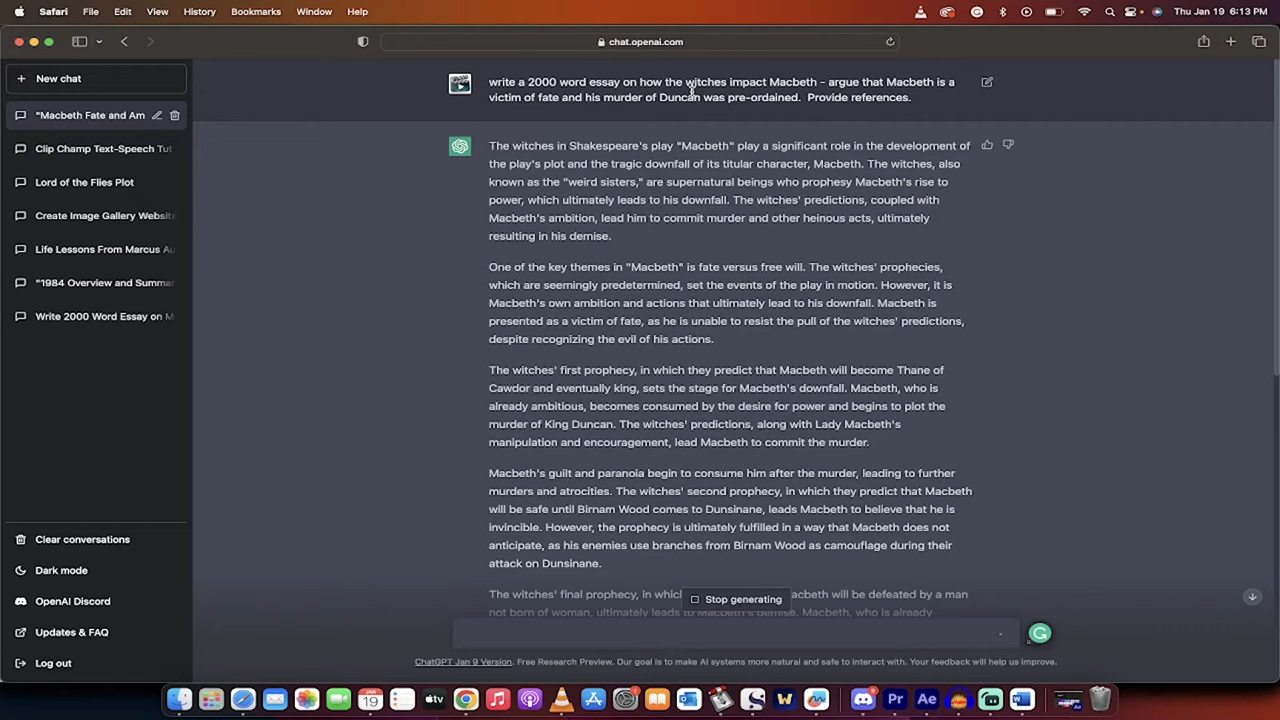 Safari File Edit View History Bookmarks Window Help Thu Jan 19 6:13 PM
chat.openai.com
New chat
"Macbeth Fate and Am
Clip Champ Text-Speech Tut
Lord of the Flies Plot
Create Image Gallery Website
Life Lessons From Marcus Au
"1984 Overview and Summar
Write 2000 Word Essay on M
Clear conversations
Dark mode
OpenAI Discord
Updates & FAQ
Log out
write a 2000 word essay on how the witches impact Macbeth - argue that Macbeth is a
victim of fate and his murder of Duncan was pre-ordained. Provide references.
The witches in Shakespeare's play "Macbeth" play a significant role in the development of
the play's plot and the tragic downfall of its titular character, Macbeth. The witches, also
known as the "weird sisters," are supernatural beings who prophesy Macbeth's rise to
power, which ultimately leads to his downfall. The witches' predictions, coupled with
Macbeth's ambition, lead him to commit murder and other heinous acts, ultimately
resulting in his demise.
One of the key themes in "Macbeth" is fate versus free will. The witches' prophecies,
which are seemingly predetermined, set the events of the play in motion. However, it is
Macbeth's own ambition and actions that ultimately lead to his downfall. Macbeth is
presented as a victim of fate, as he is unable to resist the pull of the witches' predictions,
despite recognizing the evil of his actions.
The witches' first prophecy, in which they predict that Macbeth will become Thane of
Cawdor and eventually king, sets the stage for Macbeth's downfall. Macbeth, who is
already ambitious, becomes consumed by the desire for power and begins to plot the
murder of King Duncan. The witches' predictions, along with Lady Macbeth's
manipulation and encouragement, lead Macbeth to commit the murder.
Macbeth's guilt and paranoia begin to consume him after the murder, leading to further
murders and atrocities. The witches' second prophecy, in which they predict that Macbeth
will be safe until Birnam Wood comes to Dunsinane, leads Macbeth to believe that he is
invincible. However, the prophecy is ultimately fulfilled in a way that Macbeth does not
anticipate, as his enemies use branches from Birnam Wood as camouflage during their
attack on Dunsinane.
The witches' final prophecy, in which acbeth will be defeated by a man
Stop generating
not born of woman, ultimately leads to Macbeth's demise. Macbeth, who is already
ChatGPT Jan 9 Version. Free Research Preview. Our goal is to make AI systems more natural and safe to interact with. Your feedback will help us improve.